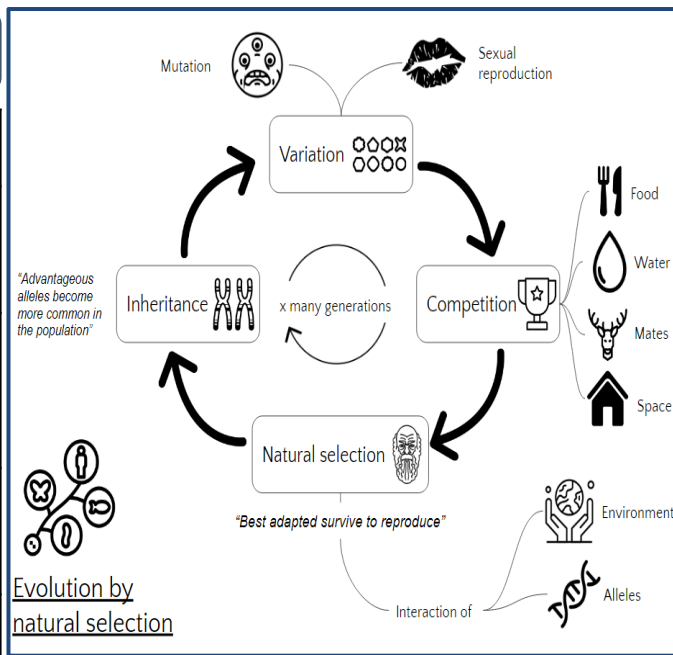 Mutation
Sexual
reproduction
Variation
Food
Water
"Advantageous
alleles become
more common in
the population"
Inheritance
x many generations
Competition
Mates
Space
Natural selection
"Best adapted survive to reproduce"
Environment
Interaction of
Alleles
Evolution by
natural selection